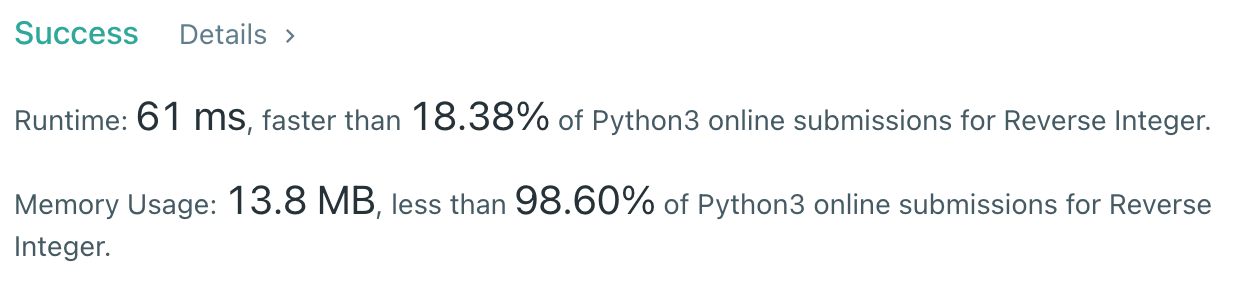 Success Details >
Runtime: 61 ms, faster than 18.38% of Python3 online submissions for Reverse Integer.
Memory Usage: 13.8 MB, less than 98.60% of Python3 online submissions for Reverse
Integer.